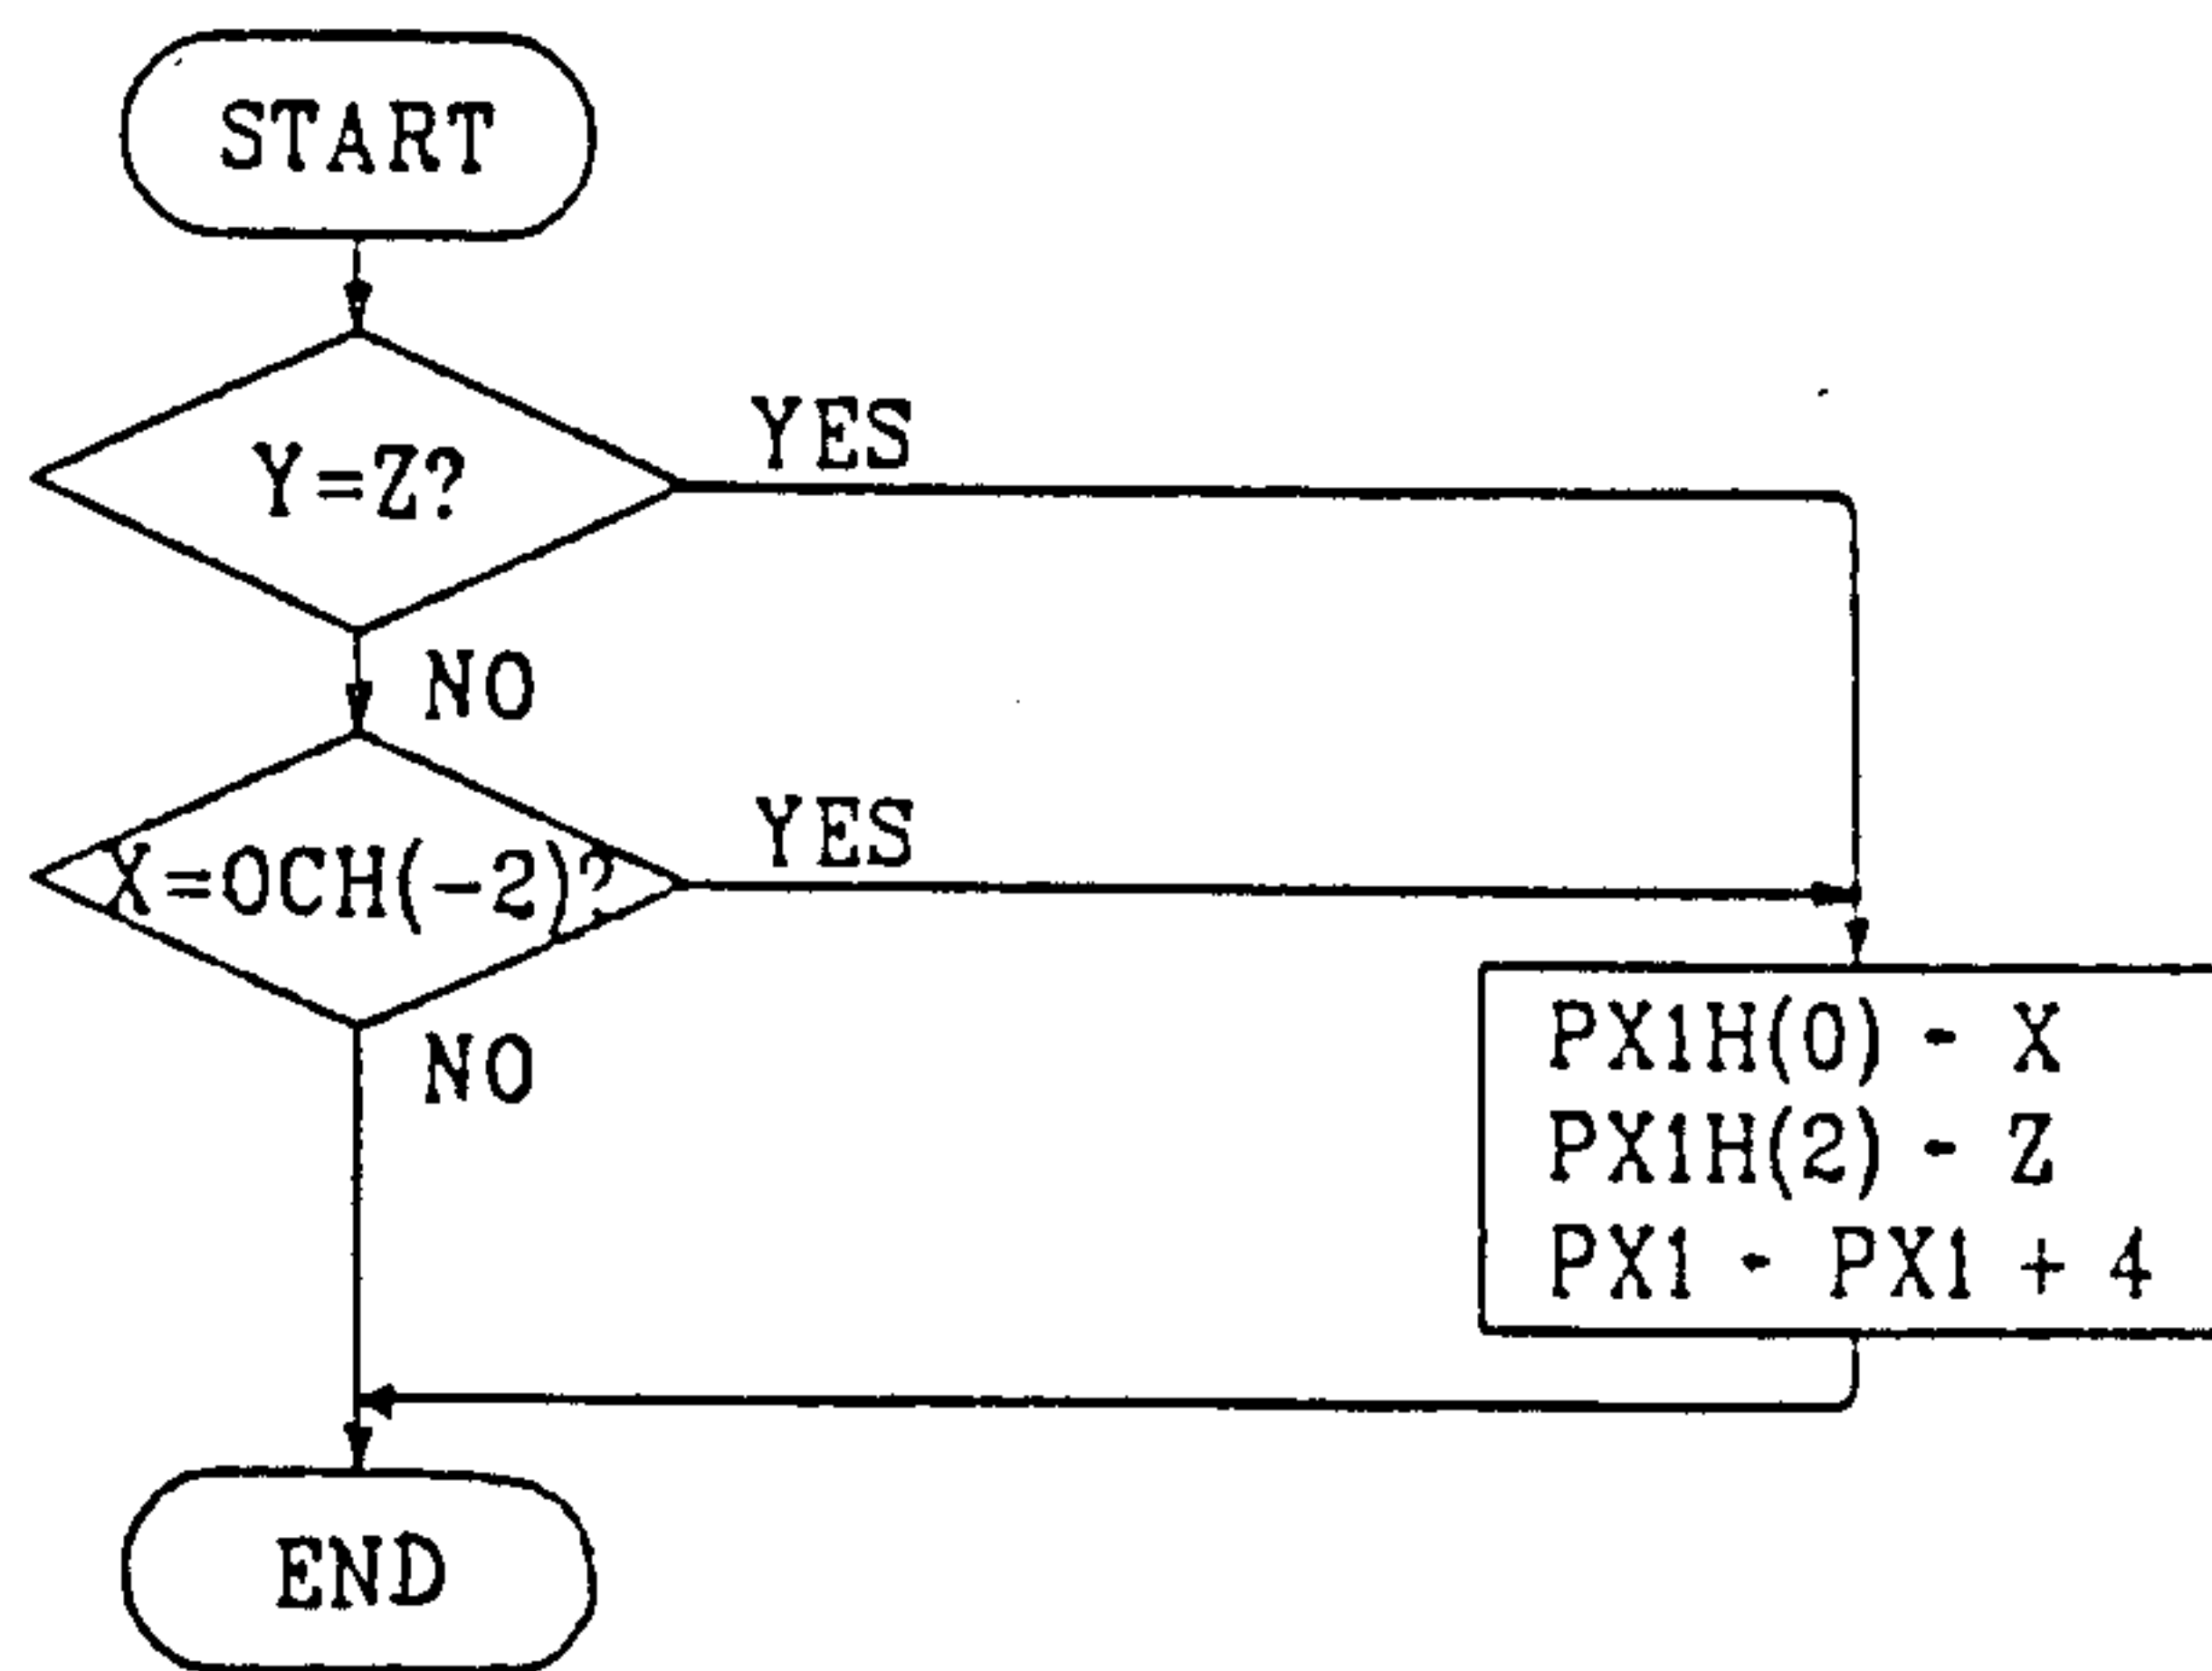 START
Y=Z?
YES
NO
X=OCH(-2)?
YES
NO
PX1H(0) - X
PX1H(2) - Z
PX1 - PX1 + 4
END